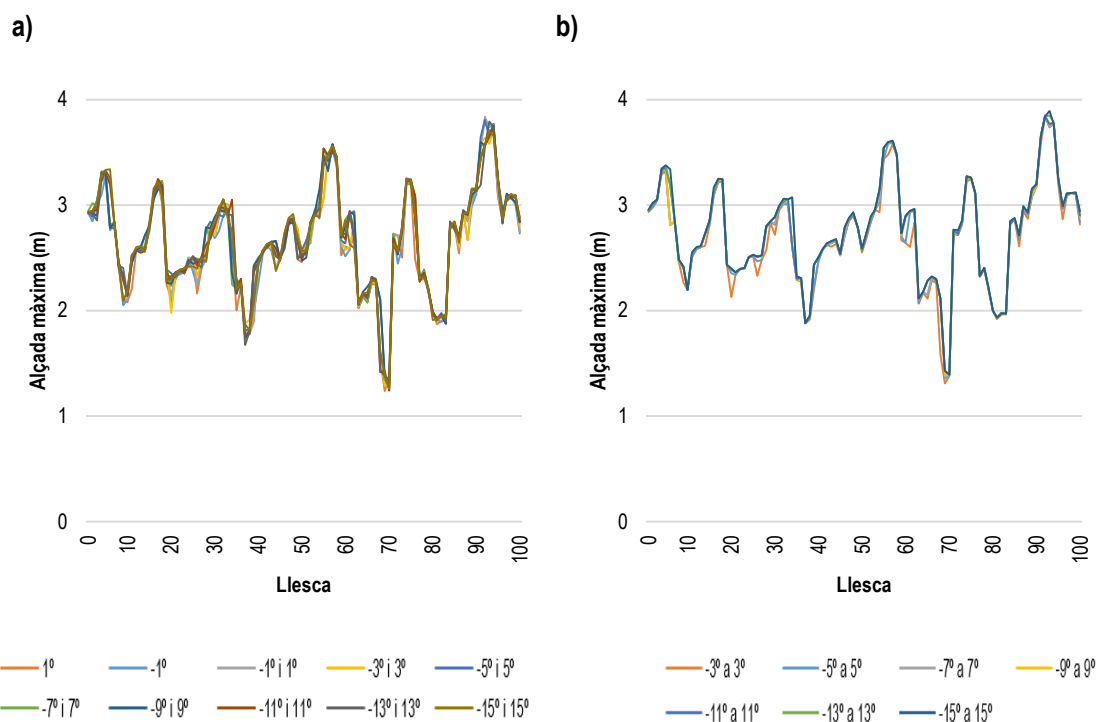 a)
b)
Alçada màxima (m)
4
3
2
1
0
0 10 20 30 40 50 60 70 80 90 100
Llesca
Alçada màxima (m)
4
3
2
1
0
0 10 20 30 40 50 60 70 80 90 100
Llesca
1º -1º -1º i 1º -3º i 3º -5º i 5º
-7º i 7º -9º i 9º -11º i 11º -13º i 13º -15º i 15º
-3º a 3º -5º a 5º -7º a 7º -9º a 9º
-11º a 11º -13º a 13º -15º a 15º